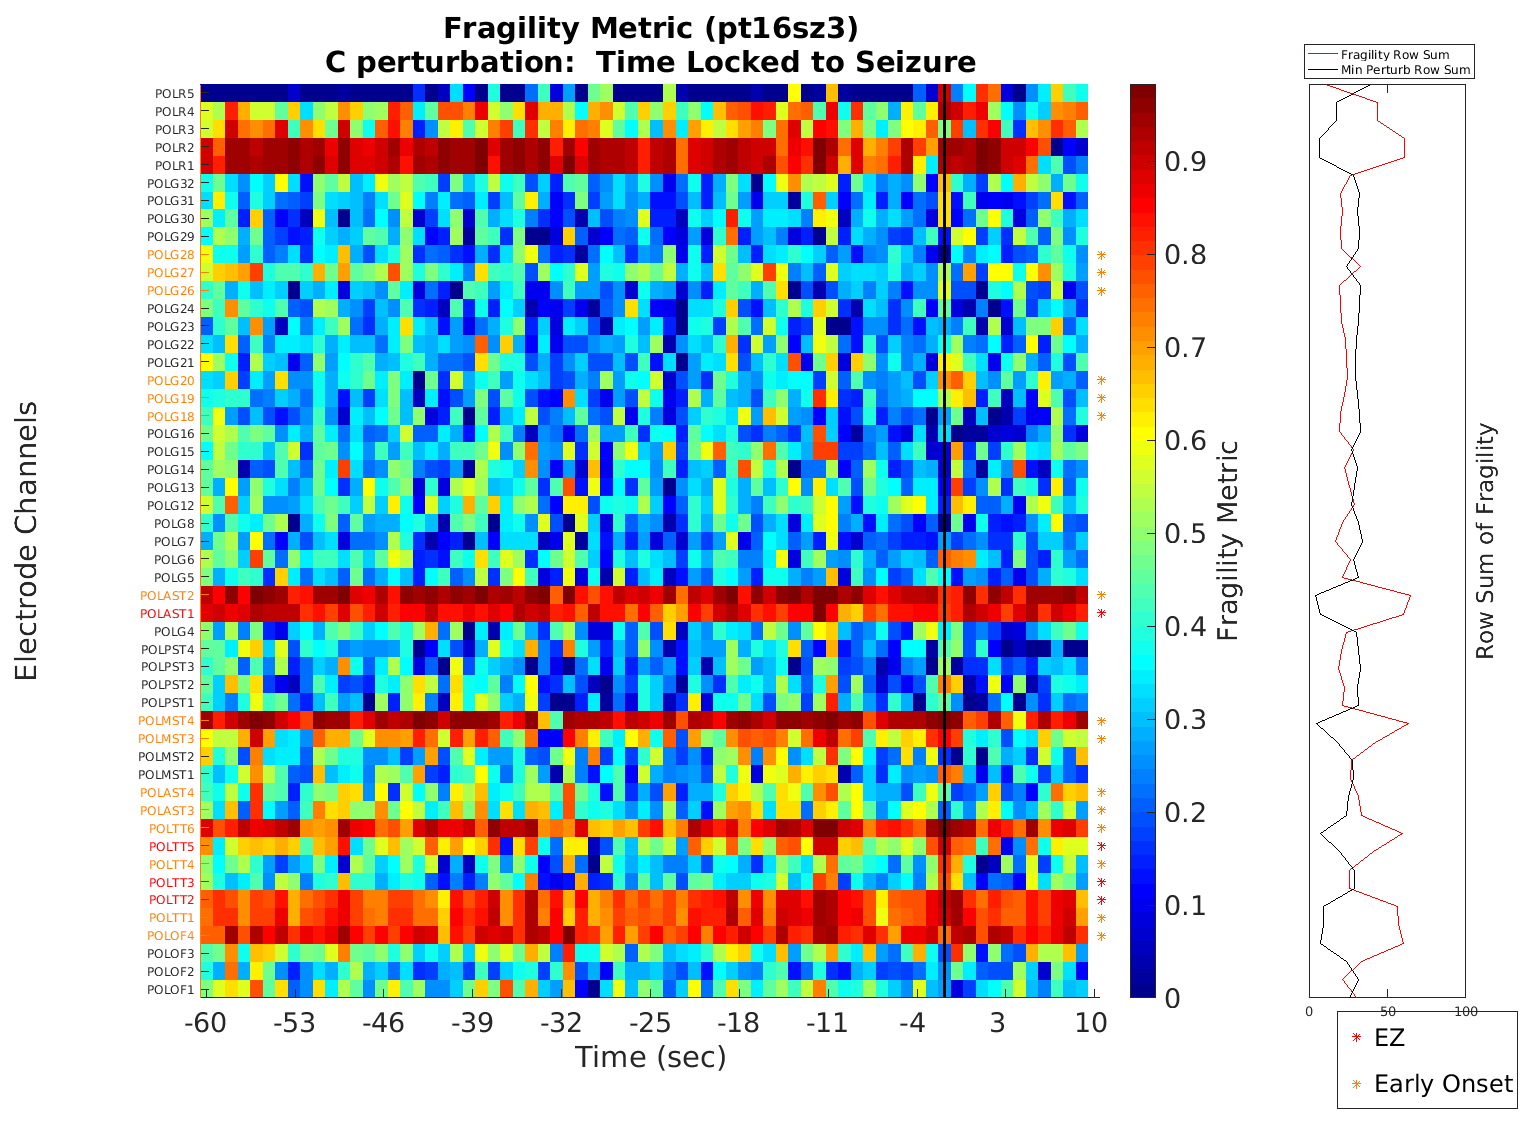 Fragility Metric (pt16sz3)
C perturbation: Time Locked to Seizure
Fragility Row Sum
Min Perturb Row Sum
Electrode Channels
POLR5
POLR4
POLR3
POLR2
POLR1
POLG32
POLG31
POLG30
POLG29
POLG28
POLG27
POLG26
POLG24
POLG23
POLG22
POLG21
POLG20
POLG19
POLG18
POLG16
POLG15
POLG14
POLG13
POLG12
POLG8
POLG7
POLG6
POLG5
POLAST2
POLAST1
POLG4
POLPST4
POLPST3
POLPST2
POLPST1
POLMST4
POLMST3
POLMST2
POLMST1
POLAST4
POLAST3
POLTT6
POLTT5
POLTT4
POLTT3
POLTT2
POLTT1
POLOF4
POLOF3
POLOF2
POLOF1
-60 -53 -46 -39 -32 -25 -18 -11 -4 3 10
Time (sec)
0.9
0.8
0.7
0.6
0.5
0.4
0.3
0.2
0.1
0
Fragility Metric
Row Sum of Fragility
0 50 100
EZ
Early Onset